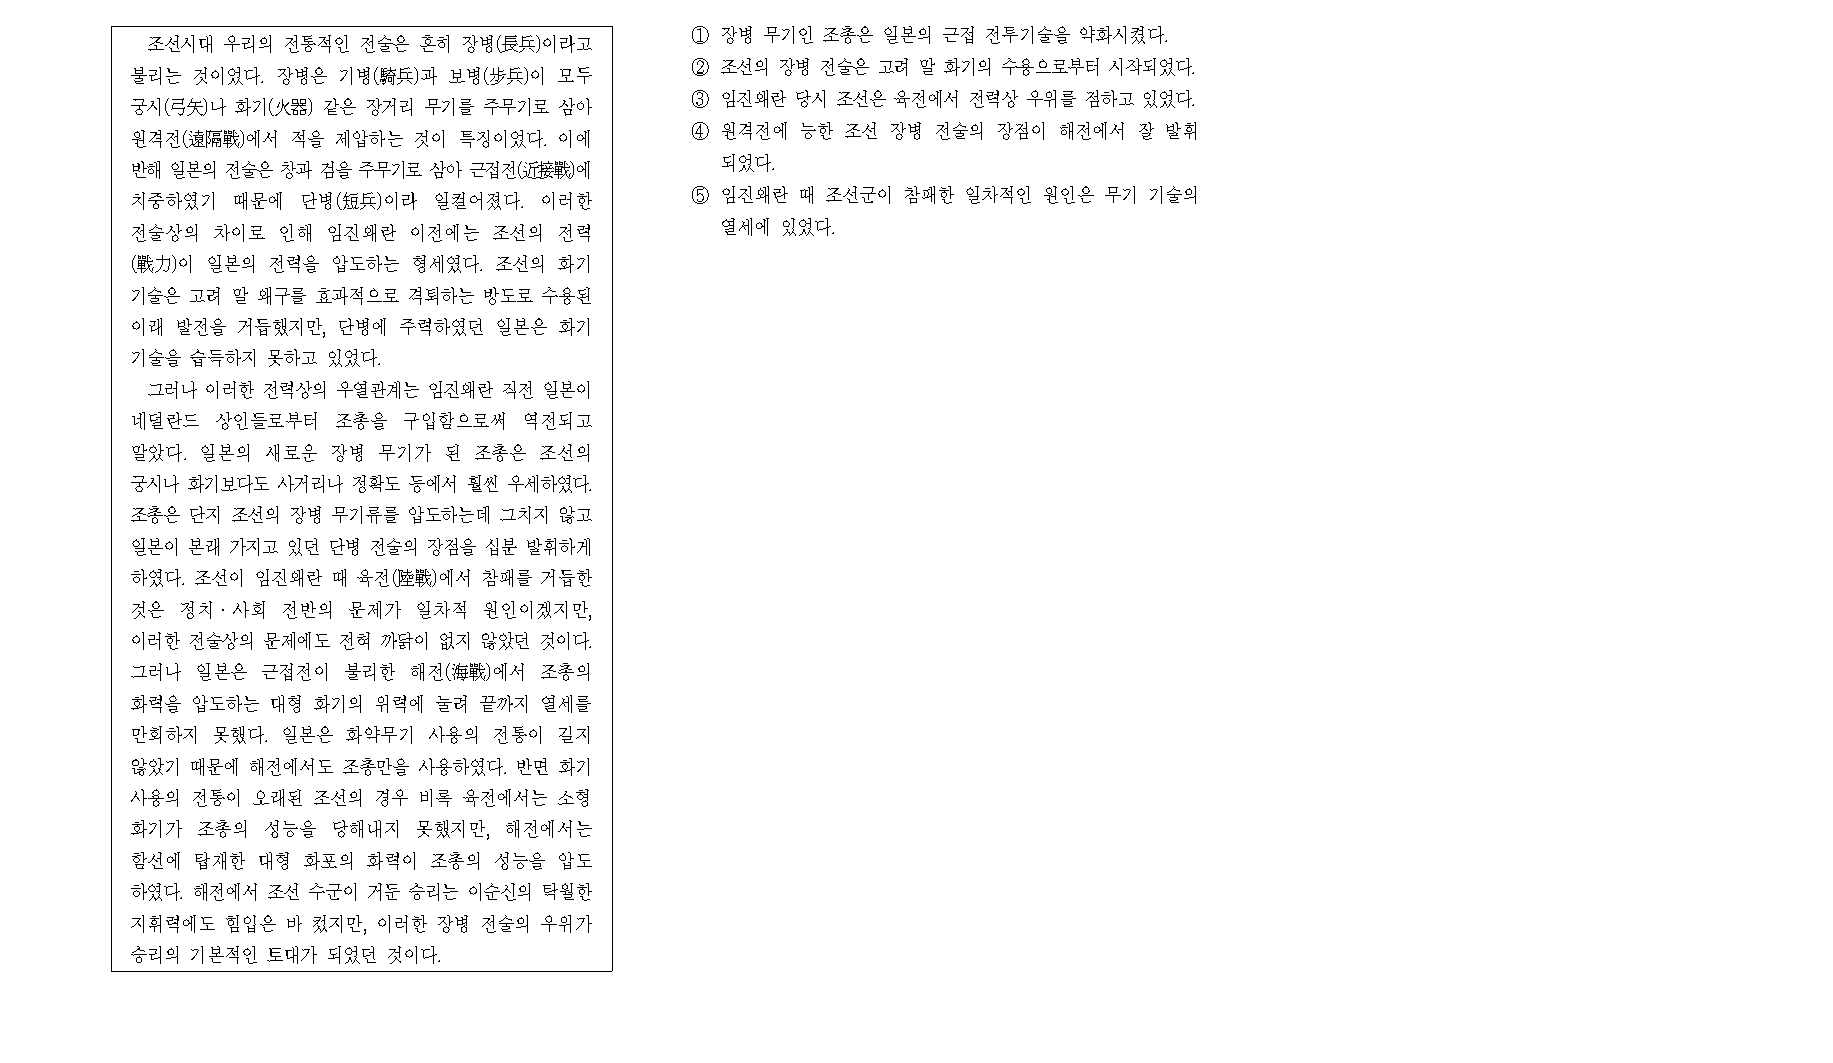 조선시대 우리의 전통적인 전술은 흔히 장병(長兵)이라고
불리는 것이었다. 장병은 기병(騎兵)과 보병(步兵)이 모두
궁시(弓矢)나 화기(火器) 같은 장거리 무기를 주무기로 삼아
원격전(遠隔戰)에서 적을 제압하는 것이 특징이었다. 이에
반해 일본의 전술은 창과 검을 주무기로 삼아 근접전(近接戰)에
치중하였기 때문에 단병(短兵)이라 일컬어졌다. 이러한
전술상의 차이로 인해 임진왜란 이전에는 조선의 전력
(戰力)이 일본의 전력을 압도하는 형세였다. 조선의 화기
기술은 고려 말 왜구를 효과적으로 격퇴하는 방도로 수용된
이래 발전을 거듭했지만, 단병에 주력하였던 일본은 화기
기술을 습득하지 못하고 있었다.
그러나 이러한 전력상의 우열관계는 임진왜란 직전 일본이
네덜란드 상인들로부터 조총을 구입함으로써 역전되고
말았다. 일본의 새로운 장병 무기가 된 조총은 조선의
궁시나 화기보다도 사거리나 정확도 등에서 훨씬 우세하였다.
조총은 단지 조선의 장병 무기류를 압도하는데 그치지 않고
일본이 본래 가지고 있던 단병 전술의 장점을 십분 발휘하게
하였다. 조선이 임진왜란 때 육전(陸戰)에서 참패를 거듭한
것은 정치·사회 전반의 문제가 일차적 원인이겠지만,
이러한 전술상의 문제에도 전혀 까닭이 없지 않았던 것이다.
그러나 일본은 근접전이 불리한 해전(海戰)에서 조총의
화력을 압도하는 대형 화기의 위력에 눌려 끝까지 열세를
만회하지 못했다. 일본은 화약무기 사용의 전통이 길지
않았기 때문에 해전에서도 조총만을 사용하였다. 반면 화기
사용의 전통이 오래된 조선의 경우 비록 육전에서는 소형
화기가 조총의 성능을 당해내지 못했지만, 해전에서는
함선에 탑재한 대형 화포의 화력이 조총의 성능을 압도
하였다. 해전에서 조선 수군이 거둔 승리는 이순신의 탁월한
지휘력에도 힘입은 바 컸지만, 이러한 장병 전술의 우위가
승리의 기본적인 토대가 되었던 것이다.
① 장병 무기인 조총은 일본의 근접 전투기술을 약화시켰다.
② 조선의 장병 전술은 고려 말 화기의 수용으로부터 시작되었다.
③ 임진왜란 당시 조선은 육전에서 전력상 우위를 점하고 있었다.
④ 원격전에 능한 조선 장병 전술의 장점이 해전에서 잘 발휘
되었다.
⑤ 임진왜란 때 조선군이 참패한 일차적인 원인은 무기 기술의
열세에 있었다.